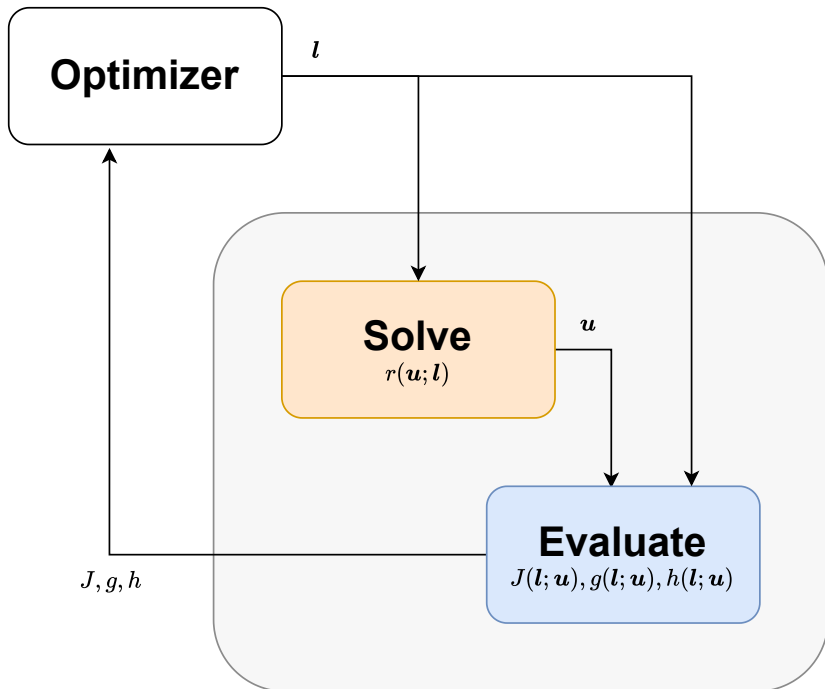 l
Optimizer
Solve
r(u; l)
u
Evaluate
J(l; u), g(l; u), h(l; u)
J, g, h